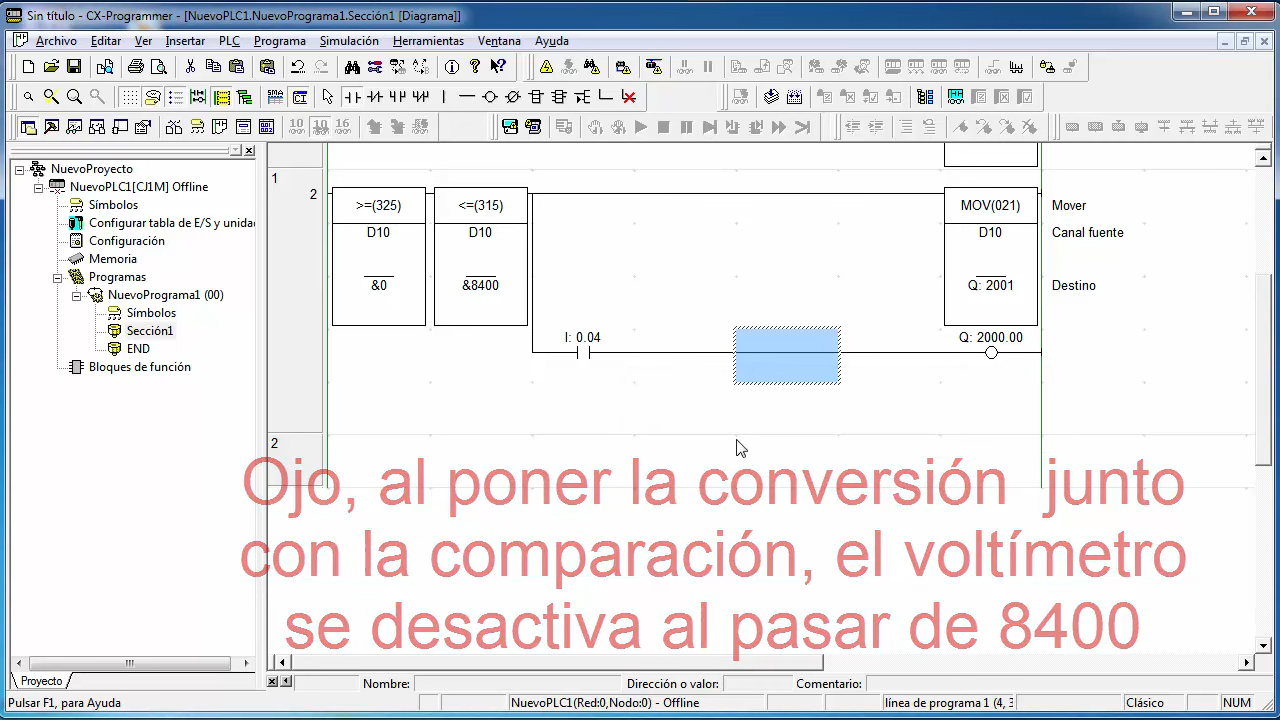 Sin título - CX-Programmer - [NuevoPLC1.NuevoPrograma1.Sección1 [Diagrama]]
Archivo Editar Ver Insertar PLC Programa Simulación Herramientas Ventana Ayuda
10 10 16
NuevoProyecto
NuevoPLC1[CJ1M] Offline
Símbolos
Configurar tabla de E/S y unidad
Configuración
Memoria
Programas
NuevoPrograma1 (00)
Símbolos
Sección1
END
Bloques de función
Proyecto
1
2
>=(325) <=(315) MOV(021) Mover
D10 D10 D10 Canal fuente
&0 &8400 Q: 2001 Destino
I: 0.04 Q: 2000.00
2
Ojo, al poner la conversión junto
con la comparación, el voltímetro
se desactiva al pasar de 8400
Nombre: Dirección o valor: Comentario:
Pulsar F1, para Ayuda NuevoPLC1(Red:0,Nodo:0) - Offline línea de programa 1 (4, 3 Clásico NUM